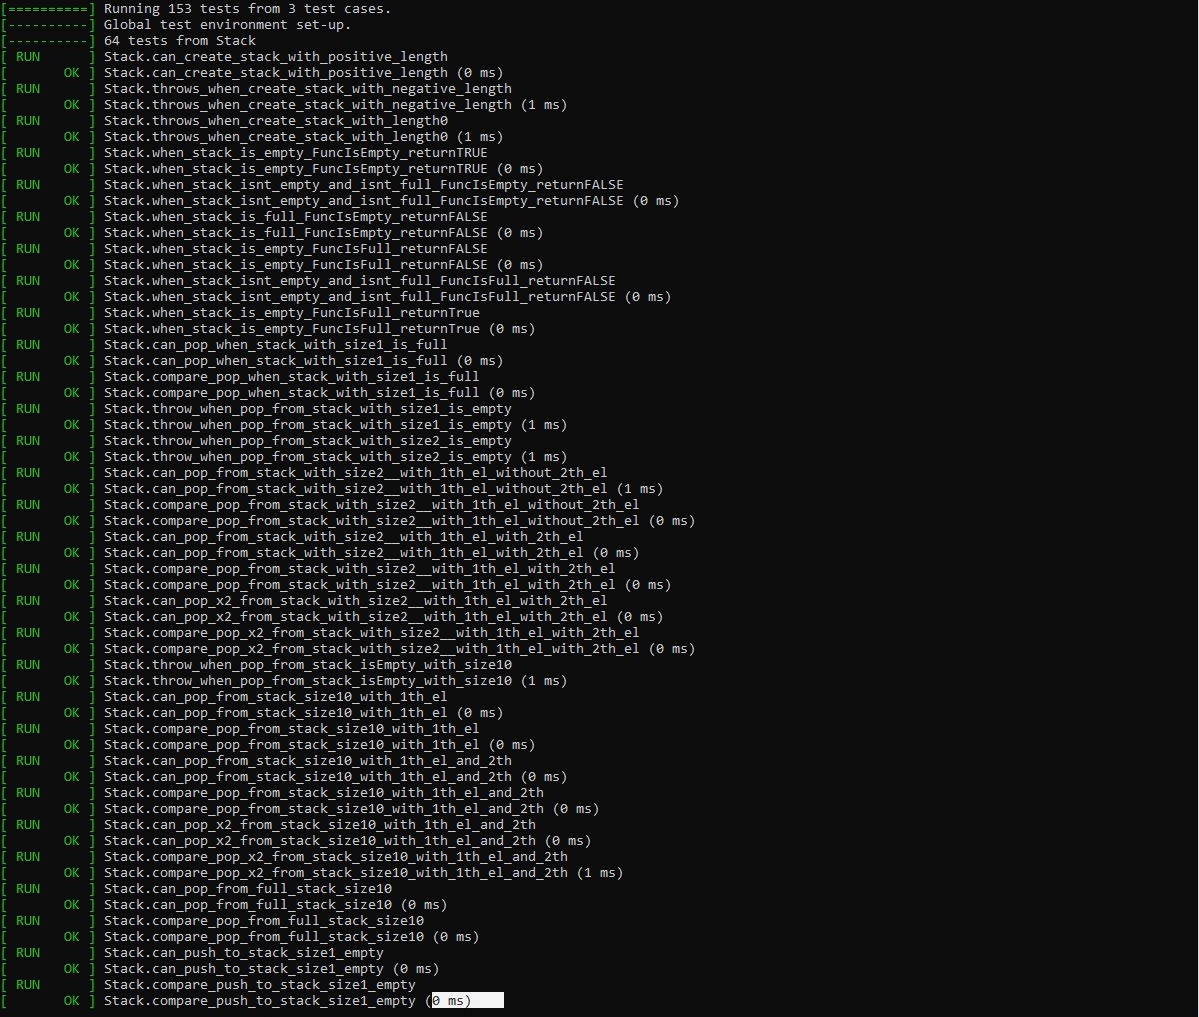 [==========] Running 153 tests from 3 test cases.
[----------] Global test environment set-up.
[----------] 64 tests from Stack
[ RUN      ] Stack.can_create_stack_with_positive_length
[       OK ] Stack.can_create_stack_with_positive_length (0 ms)
[ RUN      ] Stack.throws_when_create_stack_with_negative_length
[       OK ] Stack.throws_when_create_stack_with_negative_length (1 ms)
[ RUN      ] Stack.throws_when_create_stack_with_length0
[       OK ] Stack.throws_when_create_stack_with_length0 (1 ms)
[ RUN      ] Stack.when_stack_is_empty_FuncIsEmpty_returnTRUE
[       OK ] Stack.when_stack_is_empty_FuncIsEmpty_returnTRUE (0 ms)
[ RUN      ] Stack.when_stack_isnt_empty_and_isnt_full_FuncIsEmpty_returnFALSE
[       OK ] Stack.when_stack_isnt_empty_and_isnt_full_FuncIsEmpty_returnFALSE (0 ms)
[ RUN      ] Stack.when_stack_is_full_FuncIsEmpty_returnFALSE
[       OK ] Stack.when_stack_is_full_FuncIsEmpty_returnFALSE (0 ms)
[ RUN      ] Stack.when_stack_is_empty_FuncIsFull_returnFALSE
[       OK ] Stack.when_stack_is_empty_FuncIsFull_returnFALSE (0 ms)
[ RUN      ] Stack.when_stack_isnt_empty_and_isnt_full_FuncIsFull_returnFALSE
[       OK ] Stack.when_stack_isnt_empty_and_isnt_full_FuncIsFull_returnFALSE (0 ms)
[ RUN      ] Stack.when_stack_is_empty_FuncIsFull_returnTrue
[       OK ] Stack.when_stack_is_empty_FuncIsFull_returnTrue (0 ms)
[ RUN      ] Stack.can_pop_when_stack_with_size1_is_full
[       OK ] Stack.can_pop_when_stack_with_size1_is_full (0 ms)
[ RUN      ] Stack.compare_pop_when_stack_with_size1_is_full
[       OK ] Stack.compare_pop_when_stack_with_size1_is_full (0 ms)
[ RUN      ] Stack.throw_when_pop_from_stack_with_size1_is_empty
[       OK ] Stack.throw_when_pop_from_stack_with_size1_is_empty (1 ms)
[ RUN      ] Stack.throw_when_pop_from_stack_with_size2_is_empty
[       OK ] Stack.throw_when_pop_from_stack_with_size2_is_empty (1 ms)
[ RUN      ] Stack.can_pop_from_stack_with_size2__with_1th_el_without_2th_el
[       OK ] Stack.can_pop_from_stack_with_size2__with_1th_el_without_2th_el (1 ms)
[ RUN      ] Stack.compare_pop_from_stack_with_size2__with_1th_el_without_2th_el
[       OK ] Stack.compare_pop_from_stack_with_size2__with_1th_el_without_2th_el (0 ms)
[ RUN      ] Stack.can_pop_from_stack_with_size2__with_1th_el_with_2th_el
[       OK ] Stack.can_pop_from_stack_with_size2__with_1th_el_with_2th_el (0 ms)
[ RUN      ] Stack.compare_pop_from_stack_with_size2__with_1th_el_with_2th_el
[       OK ] Stack.compare_pop_from_stack_with_size2__with_1th_el_with_2th_el (0 ms)
[ RUN      ] Stack.can_pop_x2_from_stack_with_size2__with_1th_el_with_2th_el
[       OK ] Stack.can_pop_x2_from_stack_with_size2__with_1th_el_with_2th_el (0 ms)
[ RUN      ] Stack.compare_pop_x2_from_stack_with_size2__with_1th_el_with_2th_el
[       OK ] Stack.compare_pop_x2_from_stack_with_size2__with_1th_el_with_2th_el (0 ms)
[ RUN      ] Stack.throw_when_pop_from_stack_isEmpty_with_size10
[       OK ] Stack.throw_when_pop_from_stack_isEmpty_with_size10 (1 ms)
[ RUN      ] Stack.can_pop_from_stack_size10_with_1th_el
[       OK ] Stack.can_pop_from_stack_size10_with_1th_el (0 ms)
[ RUN      ] Stack.compare_pop_from_stack_size10_with_1th_el
[       OK ] Stack.compare_pop_from_stack_size10_with_1th_el (0 ms)
[ RUN      ] Stack.can_pop_from_stack_size10_with_1th_el_and_2th
[       OK ] Stack.can_pop_from_stack_size10_with_1th_el_and_2th (0 ms)
[ RUN      ] Stack.compare_pop_from_stack_size10_with_1th_el_and_2th
[       OK ] Stack.compare_pop_from_stack_size10_with_1th_el_and_2th (0 ms)
[ RUN      ] Stack.can_pop_x2_from_stack_size10_with_1th_el_and_2th
[       OK ] Stack.can_pop_x2_from_stack_size10_with_1th_el_and_2th (0 ms)
[ RUN      ] Stack.compare_pop_x2_from_stack_size10_with_1th_el_and_2th
[       OK ] Stack.compare_pop_x2_from_stack_size10_with_1th_el_and_2th (1 ms)
[ RUN      ] Stack.can_pop_from_full_stack_size10
[       OK ] Stack.can_pop_from_full_stack_size10 (0 ms)
[ RUN      ] Stack.compare_pop_from_full_stack_size10
[       OK ] Stack.compare_pop_from_full_stack_size10 (0 ms)
[ RUN      ] Stack.can_push_to_stack_size1_empty
[       OK ] Stack.can_push_to_stack_size1_empty (0 ms)
[ RUN      ] Stack.compare_push_to_stack_size1_empty
[       OK ] Stack.compare_push_to_stack_size1_empty (0 ms)